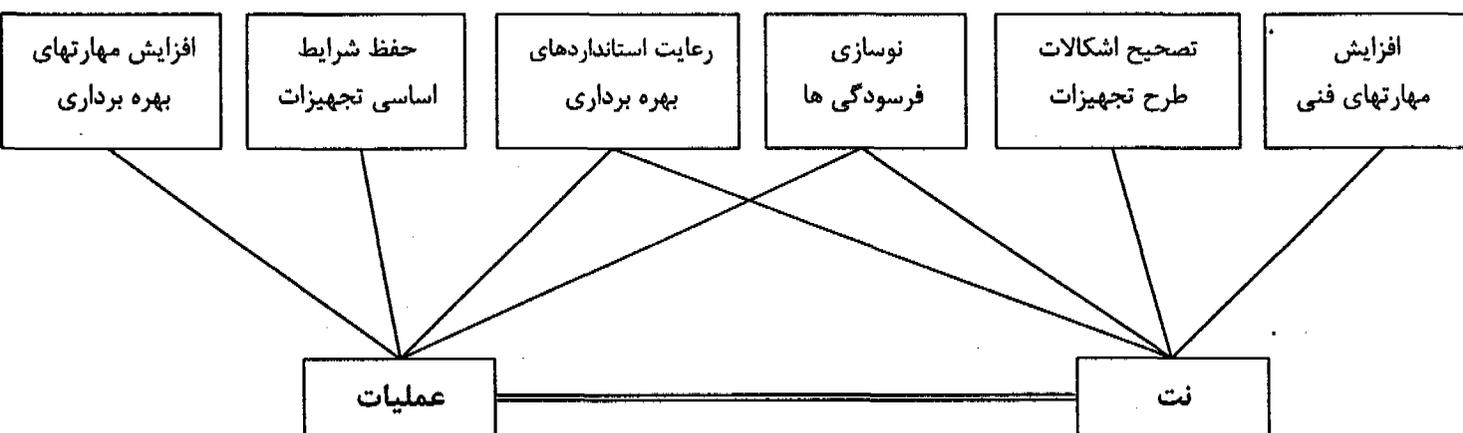 افزایش
مهارتهای فنی
تصحیح اشکالات
طرح تجهیزات
نوسازی
فرسودگی ها
رعایت استانداردهای
بهره برداری
حفظ شرایط
اساسی تجهیزات
افزایش مهارتهای
بهره برداری
نت
عملیات